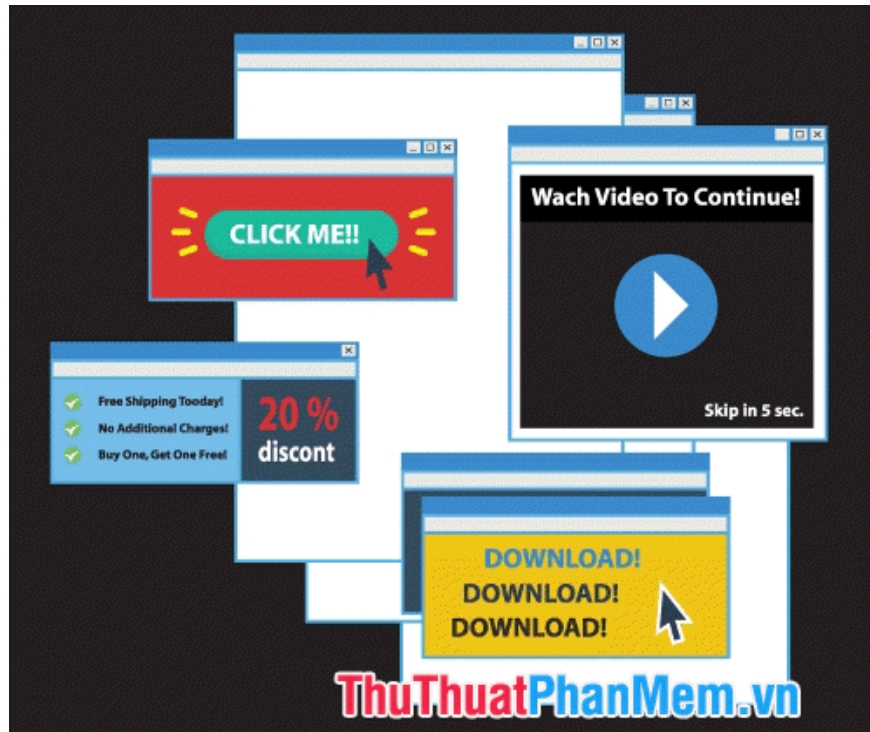 CLICK ME!!
Wach Video To Continue!
Skip in 5 sec.
Free Shipping Tooday!
No Additional Charges!
Buy One, Get One Free!
20 %
discont
DOWNLOAD!
DOWNLOAD!
DOWNLOAD!
ThuThuatPhanMem.vn